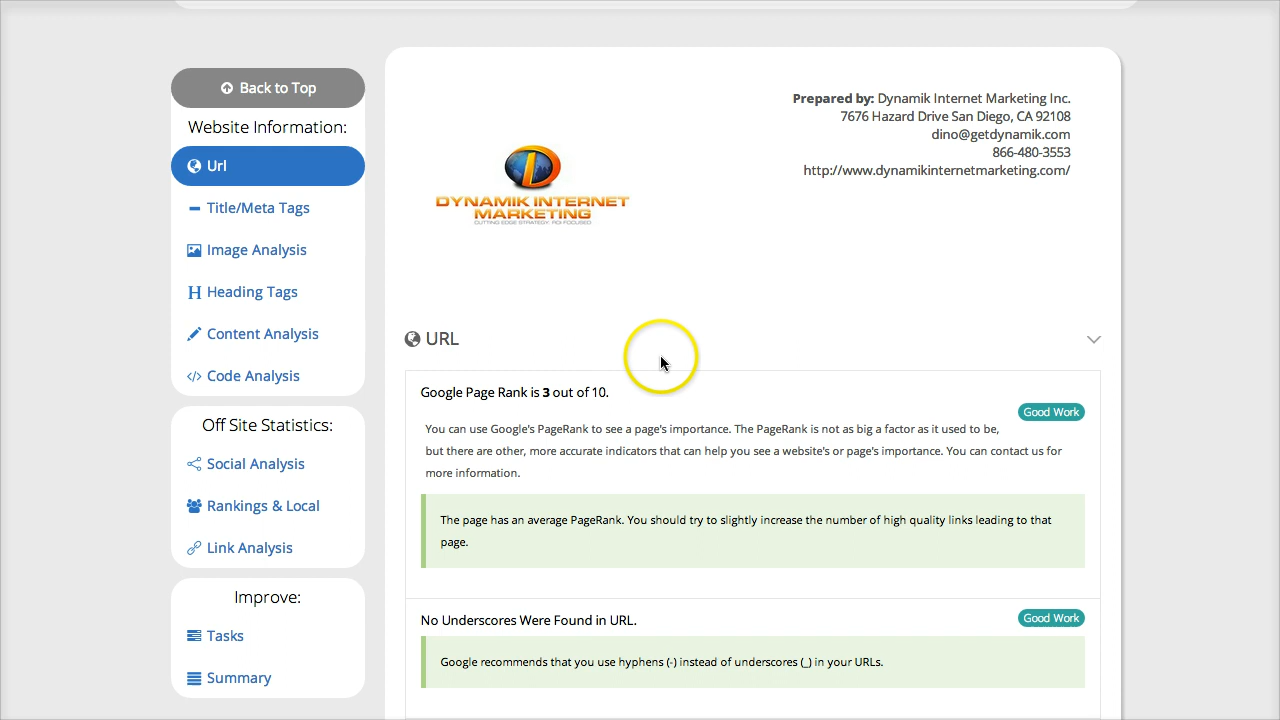 Back to Top
Website Information:
Url
Title/Meta Tags
Image Analysis
H Heading Tags
Content Analysis
Code Analysis
Off Site Statistics:
Social Analysis
Rankings & Local
Link Analysis
Improve:
Tasks
Summary
Prepared by: Dynamik Internet Marketing Inc.
7676 Hazard Drive San Diego, CA 92108
dino@getdynamik.com
866-480-3553
http://www.dynamikinternetmarketing.com/
DYNAMIK INTERNET
MARKETING
CUTTING EDGE STRATEGY. ROI FOCUSED
URL
Google Page Rank is 3 out of 10.
Good Work
You can use Google's PageRank to see a page's importance. The PageRank is not as big a factor as it used to be,
but there are other, more accurate indicators that can help you see a website's or page's importance. You can contact us for
more information.
The page has an average PageRank. You should try to slightly increase the number of high quality links leading to that
page.
No Underscores Were Found in URL.
Good Work
Google recommends that you use hyphens (-) instead of underscores (_) in your URLs.